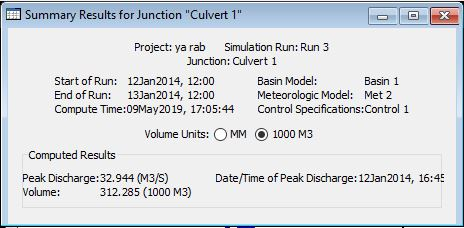 Summary Results for Junction "Culvert 1"
Project: ya rab Simulation Run: Run 3
Junction: Culvert 1
Start of Run: 12Jan2014, 12:00 Basin Model: Basin 1
End of Run: 13Jan2014, 12:00 Meteorologic Model: Met 2
Compute Time:09May2019, 17:05:44 Control Specifications:Control 1
Volume Units: MM 1000 M3
Computed Results
Peak Discharge:32.944 (M3/S) Date/Time of Peak Discharge:12Jan2014, 16:45
Volume: 312.285 (1000 M3)